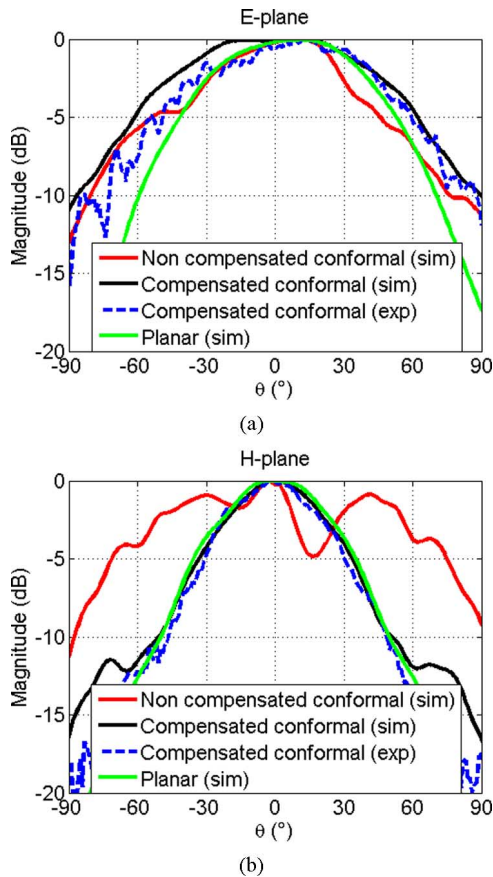 E-plane
0
-5
-10
-15
-20
Magnitude (dB)
Non compensated conformal (sim)
Compensated conformal (sim)
Compensated conformal (exp)
Planar (sim)
-90 -60 -30 0 30 60 90
θ (°)
(a)
H-plane
0
-5
-10
-15
-20
Magnitude (dB)
Non compensated conformal (sim)
Compensated conformal (sim)
Compensated conformal (exp)
Planar (sim)
-90 -60 -30 0 30 60 90
θ (°)
(b)